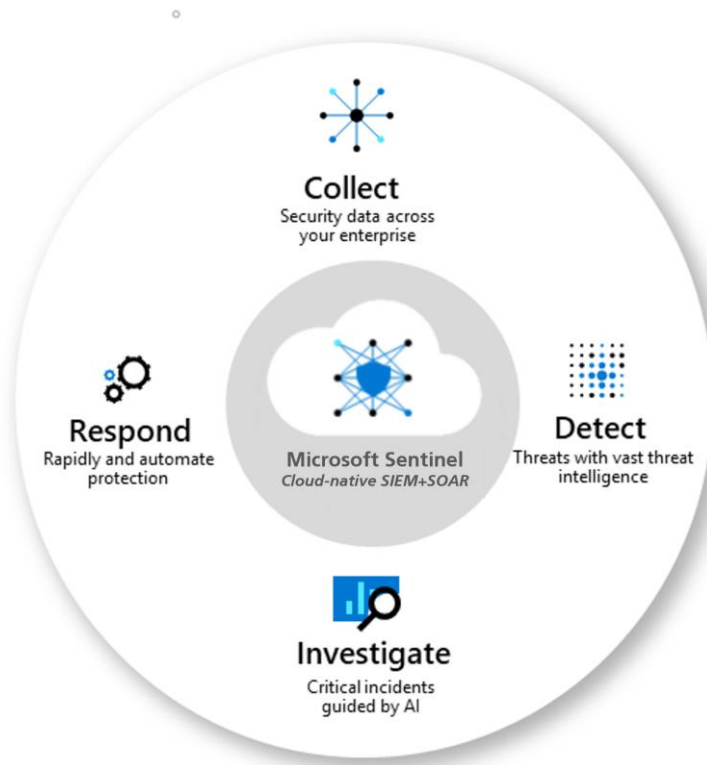 Collect
Security data across
your enterprise
Respond
Rapidly and automate
protection
Microsoft Sentinel
Cloud-native SIEM+SOAR
Detect
Threats with vast threat
intelligence
Investigate
Critical incidents
guided by AI